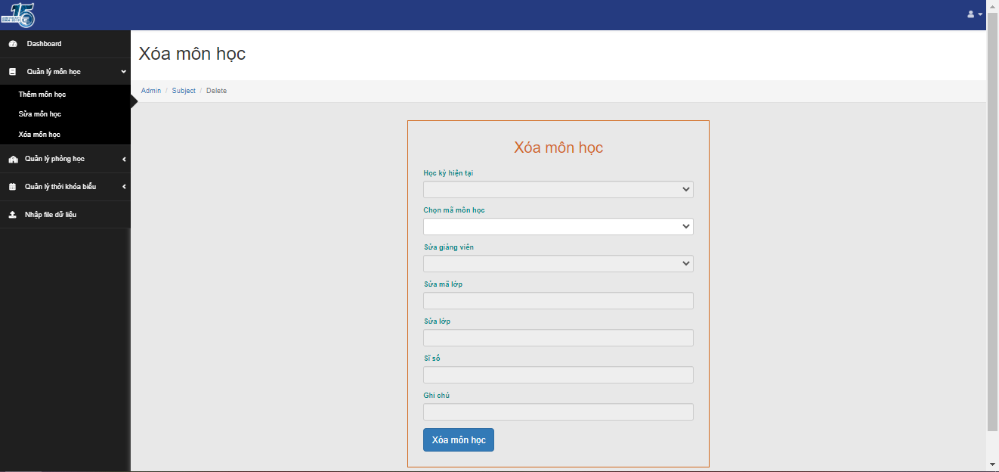 15
ANNIVERSARY
2004-2019
Dashboard
Quản lý môn học
Thêm môn học
Sửa môn học
Xóa môn học
Quản lý phòng học
Quản lý thời khóa biểu
Nhập file dữ liệu
Xóa môn học
Admin / Subject / Delete
Xóa môn học
Học kỳ hiện tại
Chọn mã môn học
Sửa giảng viên
Sửa mã lớp
Sửa lớp
Sĩ số
Ghi chú
Xóa môn học